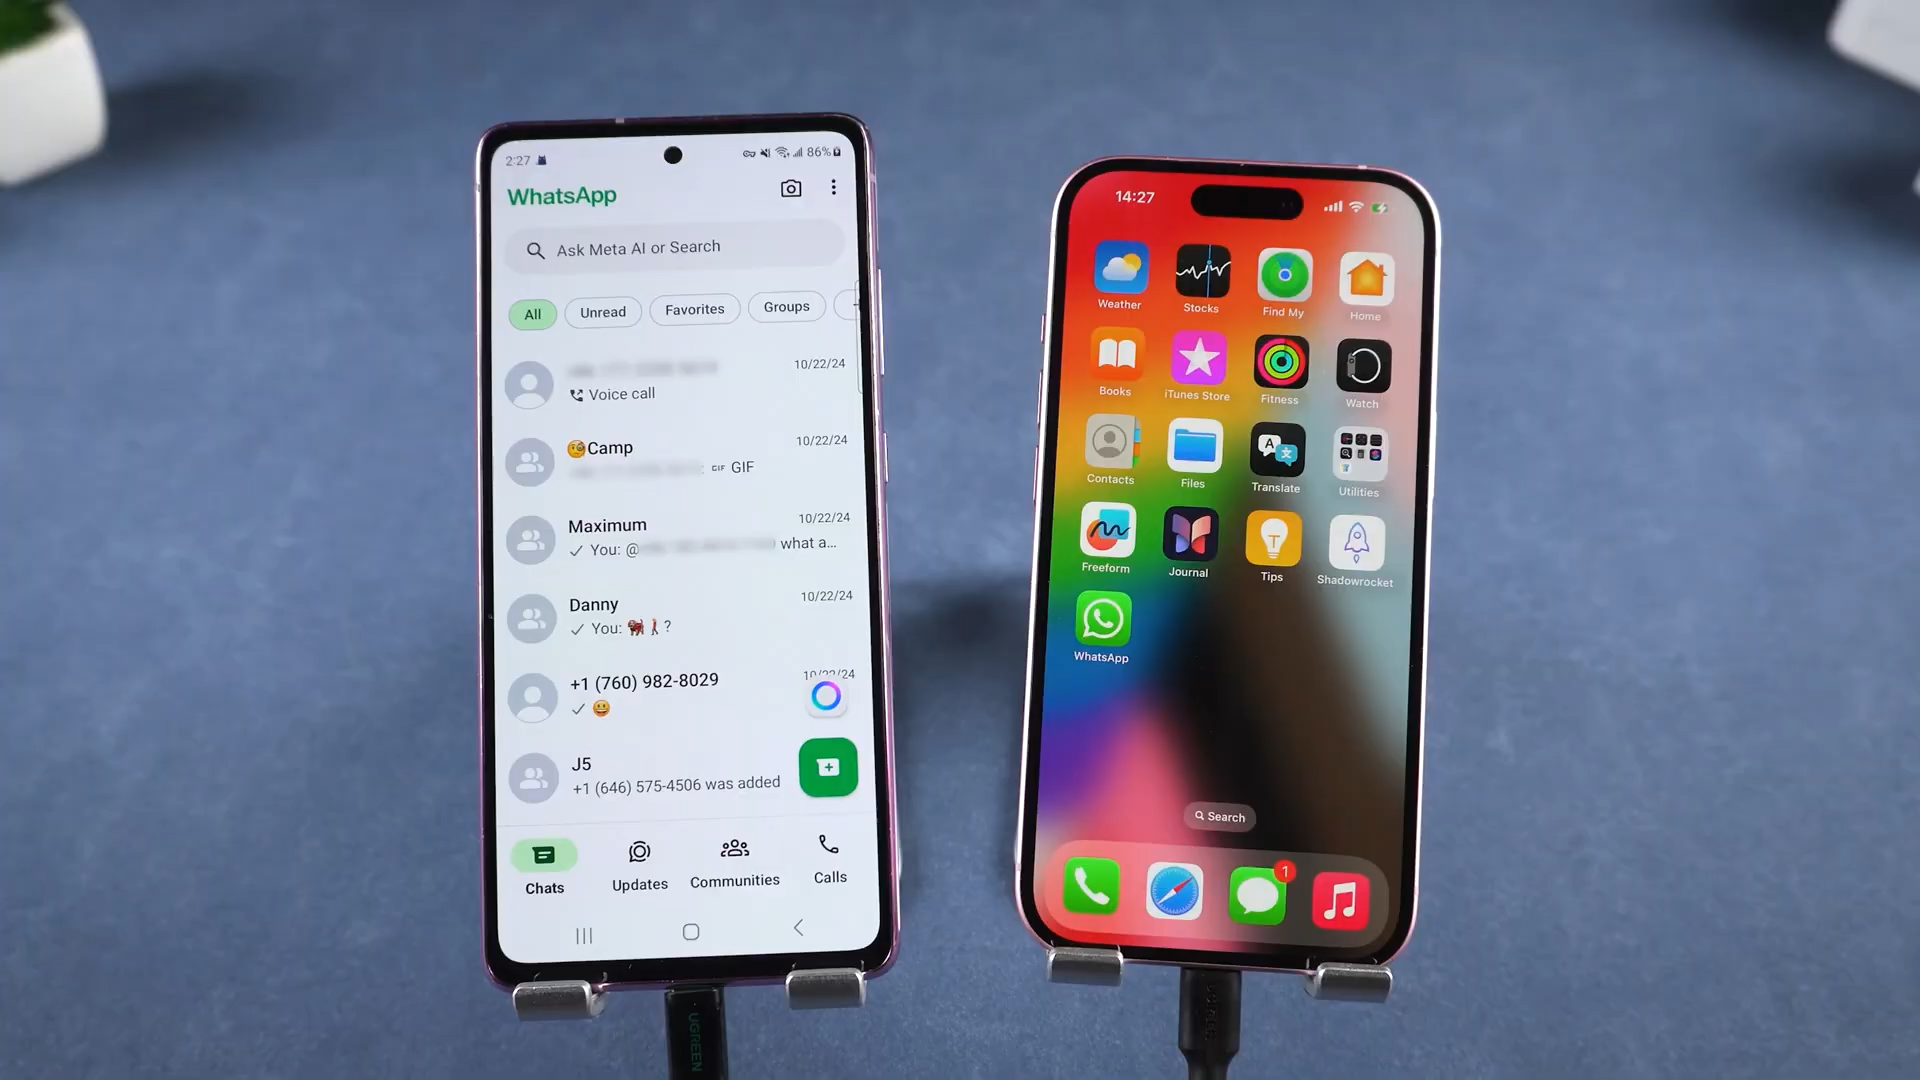 2:27
86%
WhatsApp
Ask Meta AI or Search
All
Unread
Favorites
Groups
10/22/24
Voice call
Camp
10/22/24
GIF GIF
Maximum
10/22/24
You: @ what a...
Danny
10/22/24
You: ?
+1 (760) 982-8029
10/22/24
J5
+1 (646) 575-4506 was added
Chats
Updates
Communities
Calls
UGREEN
14:27
Weather
Stocks
Find My
Home
Books
iTunes Store
Fitness
Watch
Contacts
Files
Translate
Utilities
Freeform
Journal
Tips
Shadowrocket
WhatsApp
Search
1